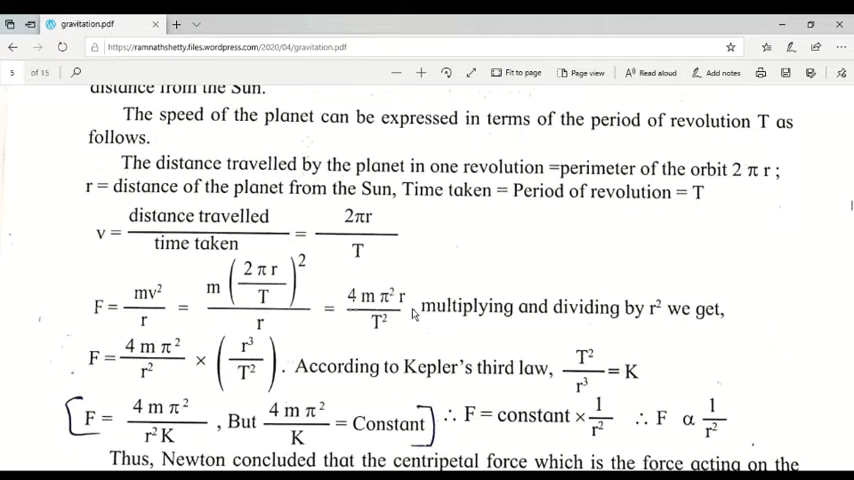 gravitation.pdf
https://ramnathshetty.files.wordpress.com/2020/04/gravitation.pdf
5 of 15 Fit to page Page view Read aloud Add notes
distance from the Sun.
The speed of the planet can be expressed in terms of the period of revolution T as
follows.
The distance travelled by the planet in one revolution =perimeter of the orbit 2 π r ;
r = distance of the planet from the Sun, Time taken = Period of revolution = T
v = distance travelled / time taken = 2πr / T
F = mv² / r = m (2 π r / T)² / r = 4 m π² r / T² , multiplying and dividing by r² we get,
F = 4 m π² / r² × (r³ / T²). According to Kepler's third law, T² / r³ = K
F = 4 m π² / r² K , But 4 m π² / K = Constant ∴ F = constant × 1 / r² ∴ F α 1 / r²
Thus, Newton concluded that the centripetal force which is the force acting on the